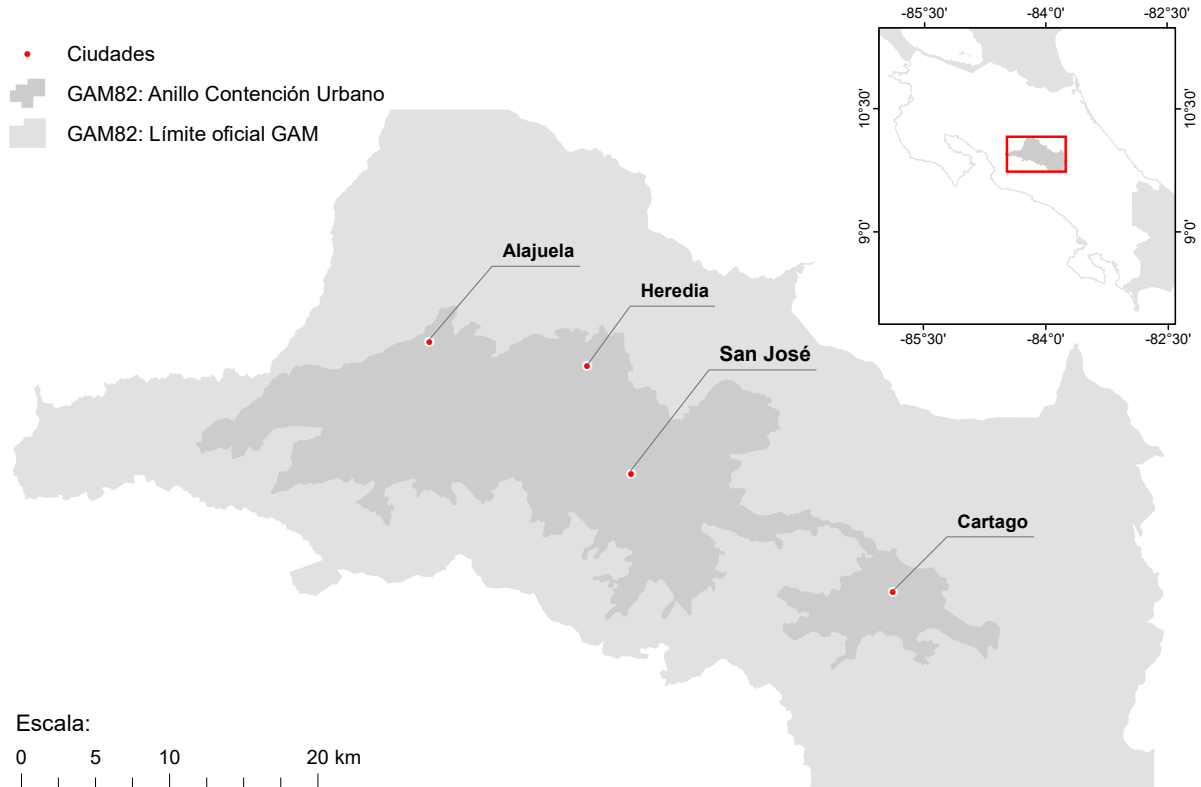 Ciudades
GAM82: Anillo Contención Urbano
GAM82: Límite oficial GAM
-85°30'
-84°0'
-82°30'
10°30'
10°30'
9°0'
9°0'
-85°30'
-84°0'
-82°30'
Alajuela
Heredia
San José
Cartago
Escala:
0 5 10 20 km